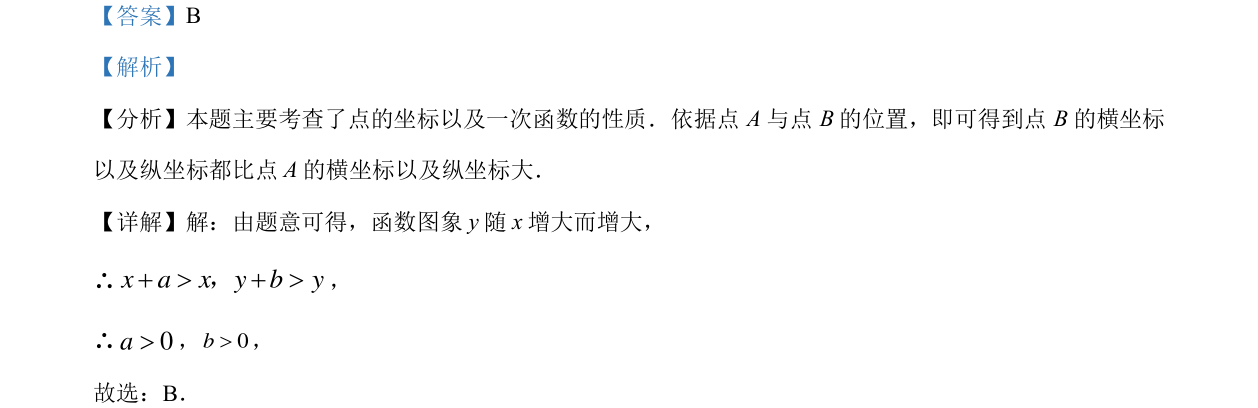 【答案】B
【解析】
【分析】本题主要考查了点的坐标以及一次函数的性质．依据点 A 与点 B 的位置，即可得到点 B 的横坐标
以及纵坐标都比点 A 的横坐标以及纵坐标大．
【详解】解：由题意可得，函数图象 y 随 x 增大而增大，
∴ x+a > x，y+b > y，
∴ a > 0，b > 0，
故选：B．